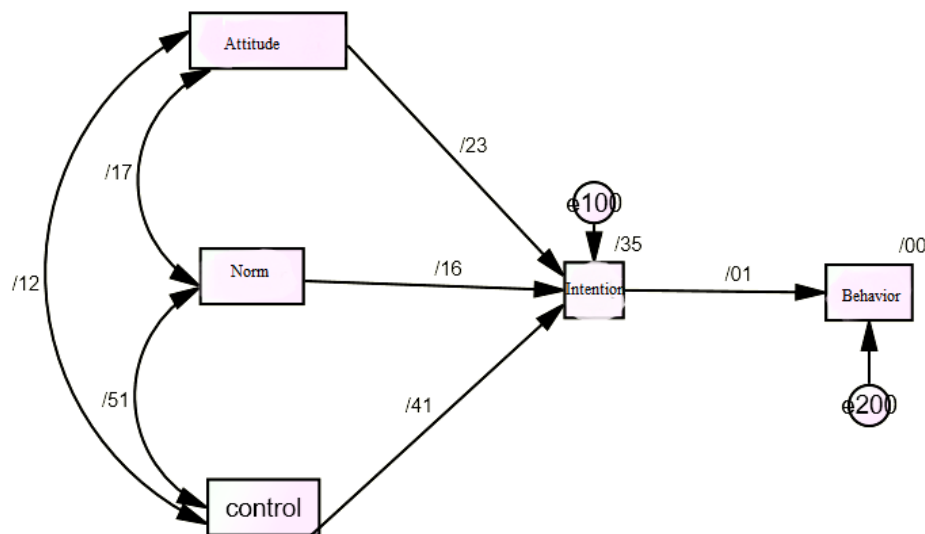 Attitude
/23
/17
e100
/35
/00
Norm
/16
/12
Intention
/01
Behavior
/51
/41
e200
control